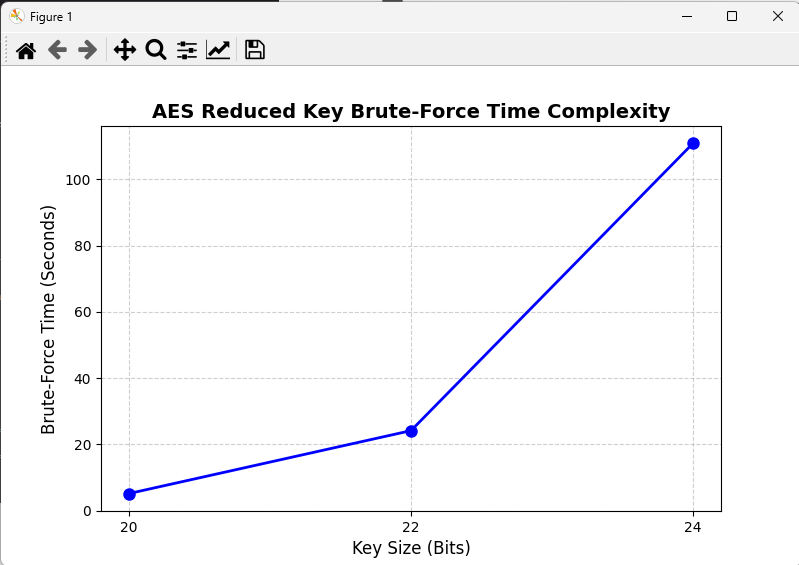 Figure 1
AES Reduced Key Brute-Force Time Complexity
Brute-Force Time (Seconds)
100
80
60
40
20
0
20 22 24
Key Size (Bits)